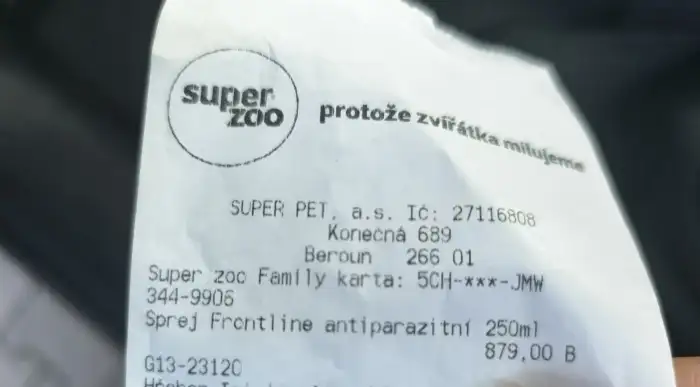 super
zoo
protože zvířátka milujeme
SUPER PET, a.s. IČ: 27116808
Konečná 689
Beroun 266 01
Super zoo Family karta: 5CH-***-JMW
344-9906
Sprej Frontline antiparazitní 250ml
879,00 B
G13-23120